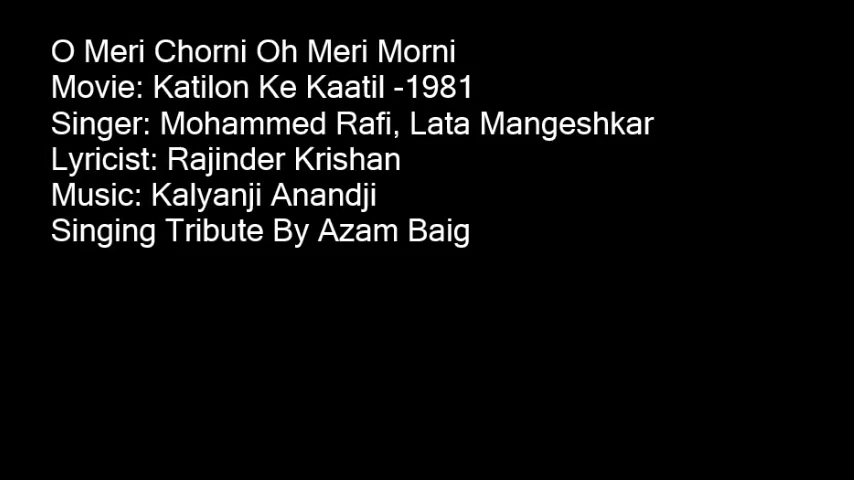 O Meri Chorni Oh Meri Morni
Movie: Katilon Ke Kaatil -1981
Singer: Mohammed Rafi, Lata Mangeshkar
Lyricist: Rajinder Krishan
Music: Kalyanji Anandji
Singing Tribute By Azam Baig